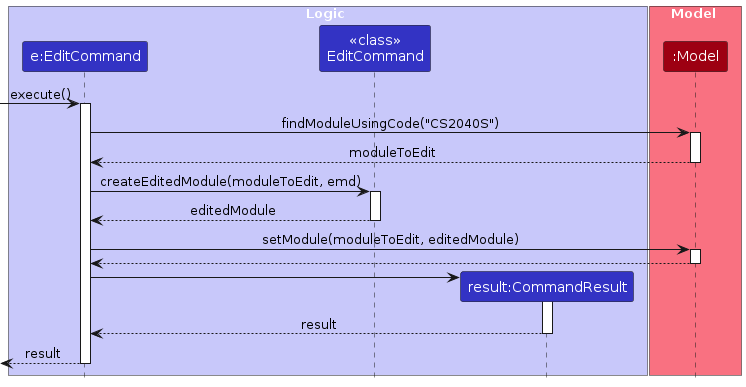 Logic
Model
e:EditCommand
«class»
EditCommand
:Model
execute()
findModuleUsingCode("CS2040S")
moduleToEdit
createEditedModule(moduleToEdit, emd)
editedModule
setModule(moduleToEdit, editedModule)
result:CommandResult
result
result